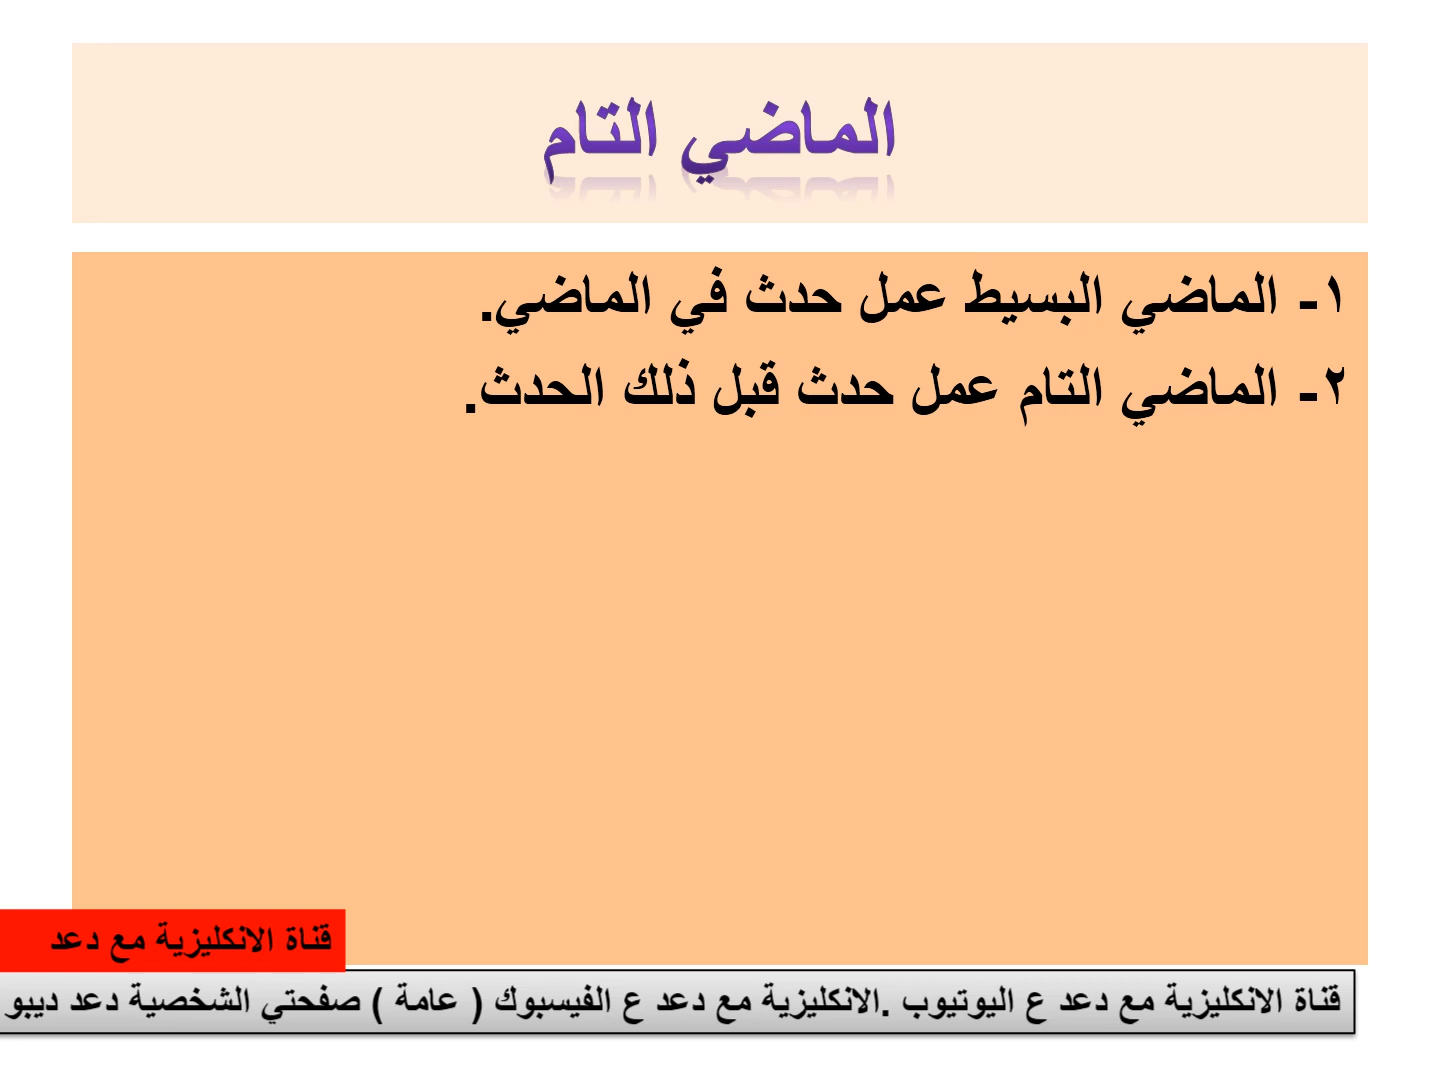 الماضي التام
١- الماضي البسيط عمل حدث في الماضي.
٢- الماضي التام عمل حدث قبل ذلك الحدث.
قناة الانكليزية مع دعد
قناة الانكليزية مع دعد ع اليوتيوب .الانكليزية مع دعد ع الفيسبوك ( عامة ) صفحتي الشخصية دعد ديبو